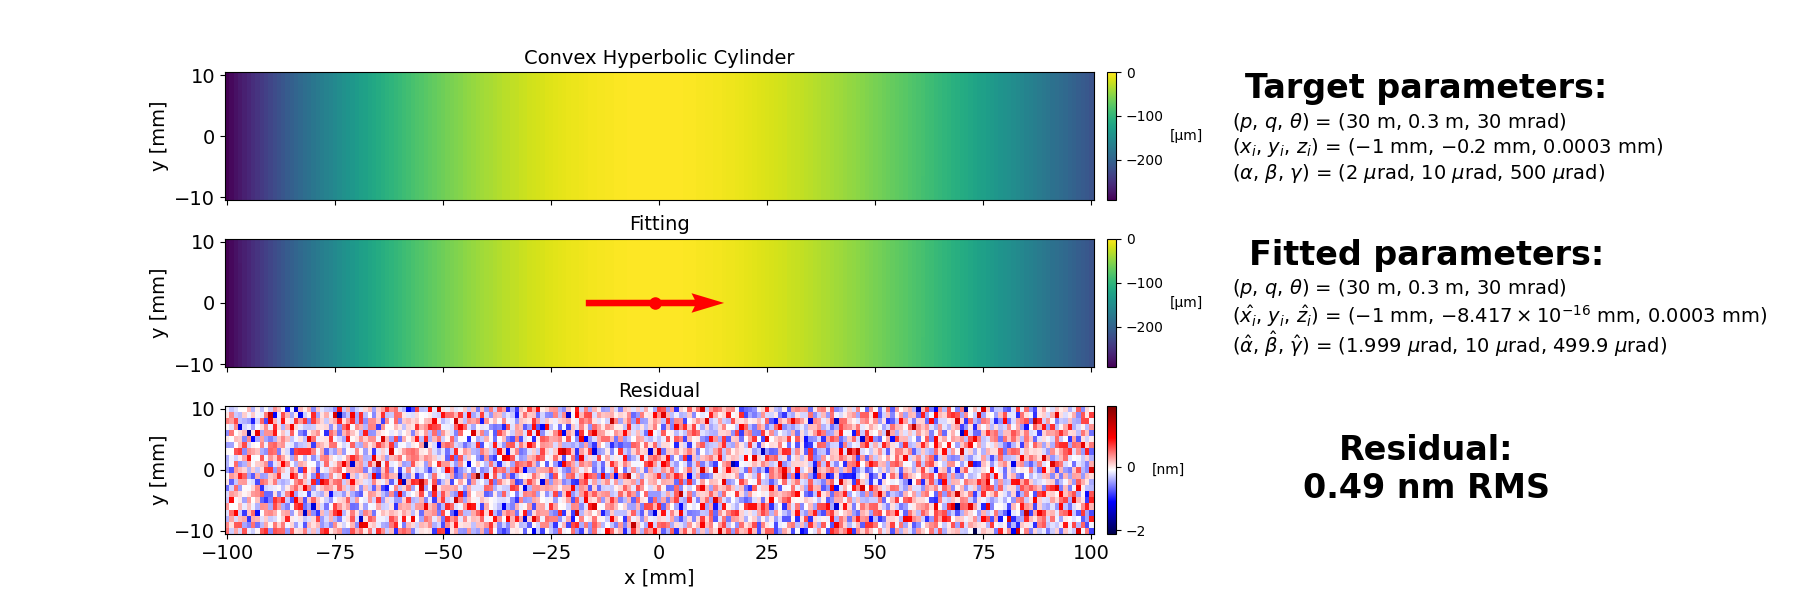 Convex Hyperbolic Cylinder
10
0
−10
y [mm]
0
−100
−200
[μm]
Target parameters:
(p, q, θ) = (30 m, 0.3 m, 30 mrad)
(xᵢ, yᵢ, zᵢ) = (−1 mm, −0.2 mm, 0.0003 mm)
(α, β, γ) = (2 μrad, 10 μrad, 500 μrad)
Fitting
10
0
−10
y [mm]
0
−100
−200
[μm]
Fitted parameters:
(p, q, θ) = (30 m, 0.3 m, 30 mrad)
(x̂ᵢ, yᵢ, ẑᵢ) = (−1 mm, −8.417 × 10⁻¹⁶ mm, 0.0003 mm)
(α̂, β̂, γ̂) = (1.999 μrad, 10 μrad, 499.9 μrad)
Residual
10
0
−10
y [mm]
−100
−75
−50
−25
0
25
50
75
100
x [mm]
0
−2
[nm]
Residual:
0.49 nm RMS